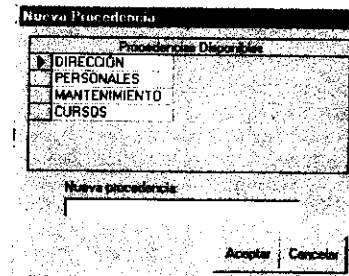 Nueva Procedencia
Procedencias Disponibles
DIRECCIÓN
PERSONALES
MANTENIMIENTO
CURSOS
Nueva procedencia:
Aceptar
Cancelar